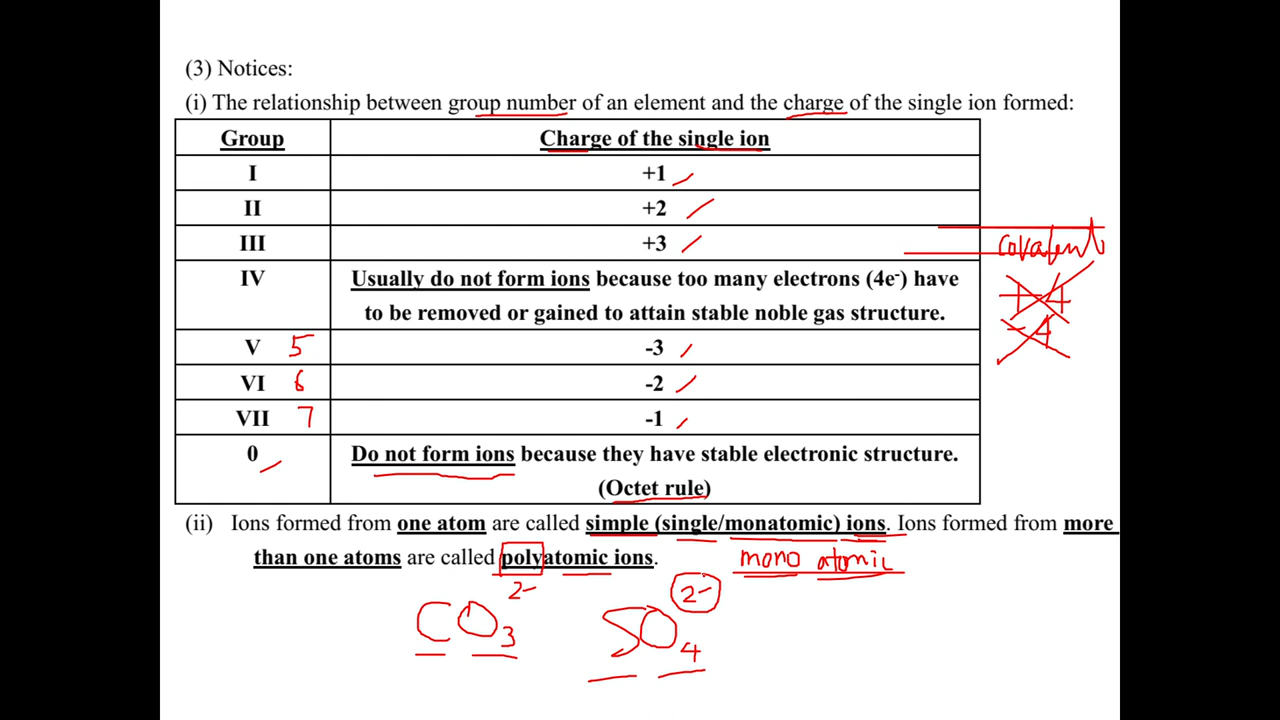 (3) Notices:
(i) The relationship between group number of an element and the charge of the single ion formed:
Group Charge of the single ion
I +1
II +2
III +3
covalent
IV Usually do not form ions because too many electrons (4e-) have
to be removed or gained to attain stable noble gas structure.
+4
-4
V 5 -3
VI 6 -2
VII 7 -1
0 Do not form ions because they have stable electronic structure.
(Octet rule)
(ii) Ions formed from one atom are called simple (single/monatomic) ions. Ions formed from more
than one atoms are called polyatomic ions.
mono atomic
CO3 2- SO4 2-